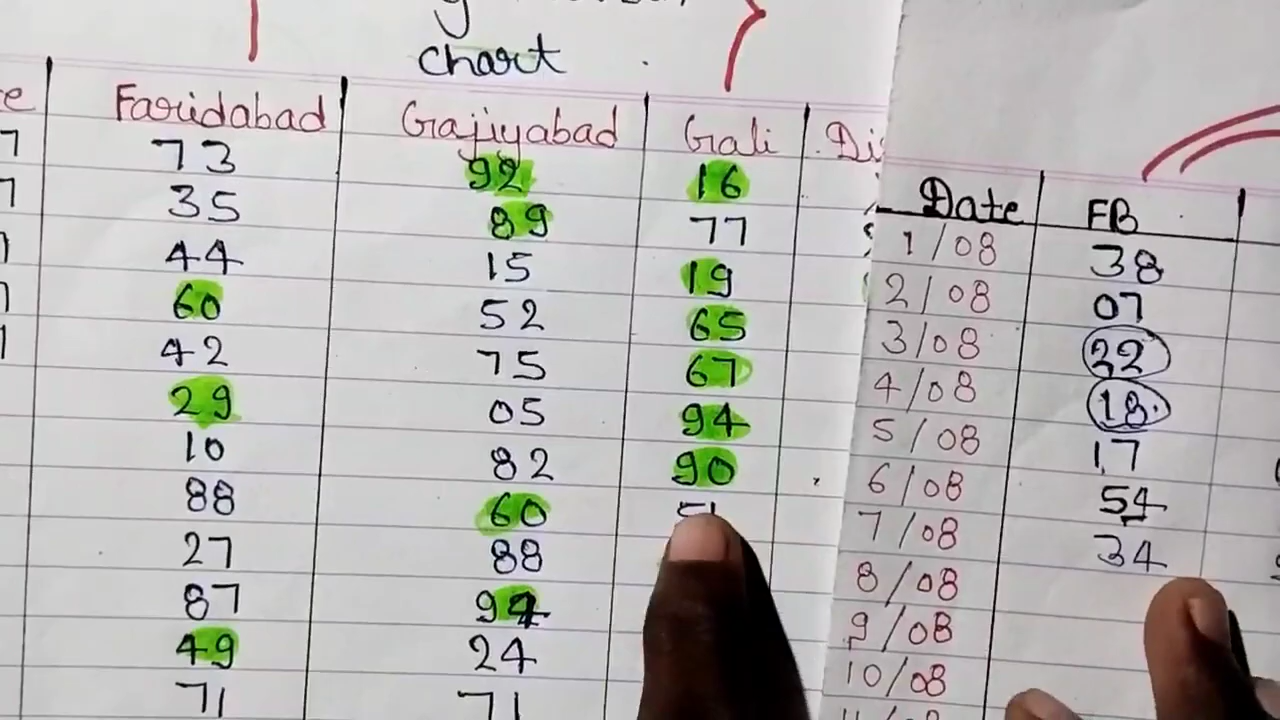 chart
Faridabad Gajiyabad Gali
73 92 16
35 89 77
44 15 19
60 52 65
42 75 67
29 05 94
10 82 90
88 60
27 88
87 94
49 24
71 71
Date FB
1/08 38
2/08 07
3/08 22
4/08 18
5/08 17
6/08 54
7/08 34
8/08
9/08
10/08